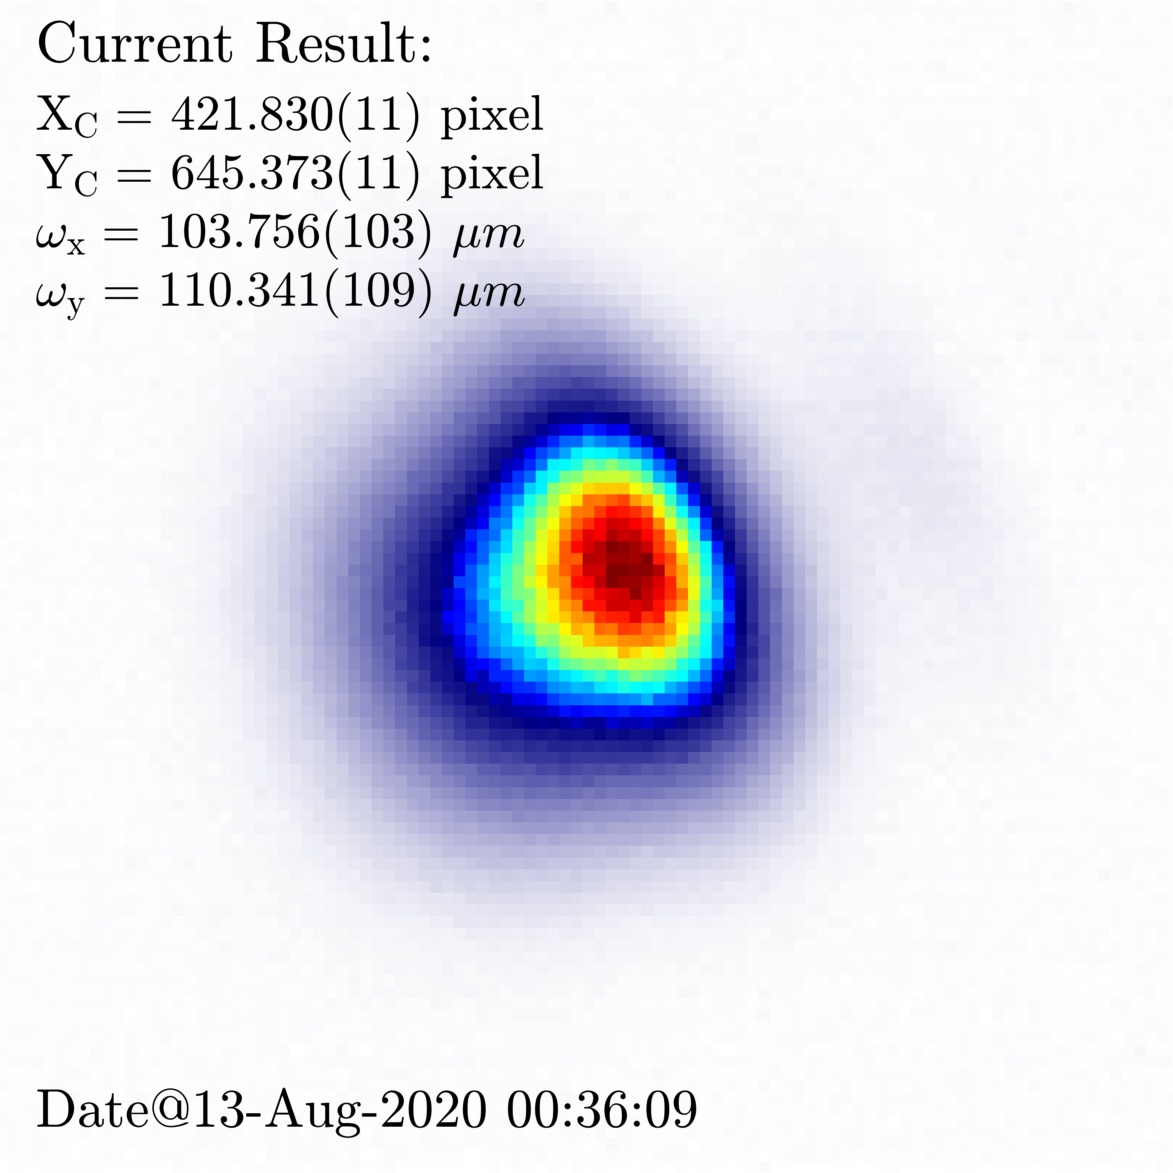 Current Result:
X_C = 421.830(11) pixel
Y_C = 645.373(11) pixel
ω_x = 103.756(103) μm
ω_y = 110.341(109) μm
Date@13-Aug-2020 00:36:09